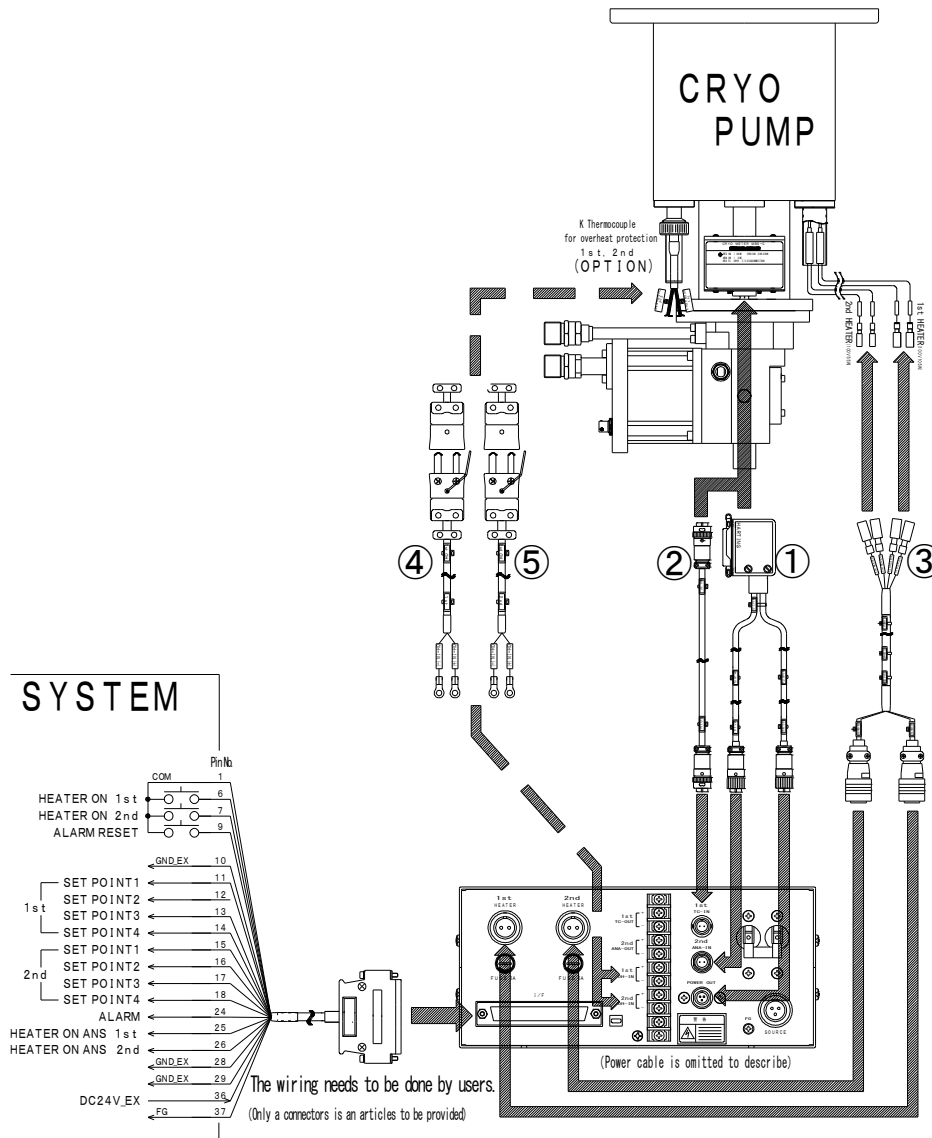 CRYO
PUMP
K Thermocouple
for overheat protection
1st, 2nd
(OPTION)
2nd HEATER
1st HEATER
④
⑤
②
①
③
HARTING
SYSTEM
Pin No.
COM 1
HEATER ON 1st 6
HEATER ON 2nd 7
ALARM RESET 9
GND_EX 10
1st
SET POINT1 11
SET POINT2 12
SET POINT3 13
SET POINT4 14
2nd
SET POINT1 15
SET POINT2 16
SET POINT3 17
SET POINT4 18
ALARM 24
HEATER ON ANS 1st 25
HEATER ON ANS 2nd 26
GND_EX 28
GND_EX 29
DC24V_EX 36
FG 37
1st
HEATER
2nd
HEATER
1st
TC-OUT
2nd
ANA-OUT
1st
2nd
1st
TC-IN
2nd
ANA-IN
POWER OUT
I/F
FG
SOURCE
警告
(Power cable is omitted to describe)
The wiring needs to be done by users.
(Only a connectors is an articles to be provided)